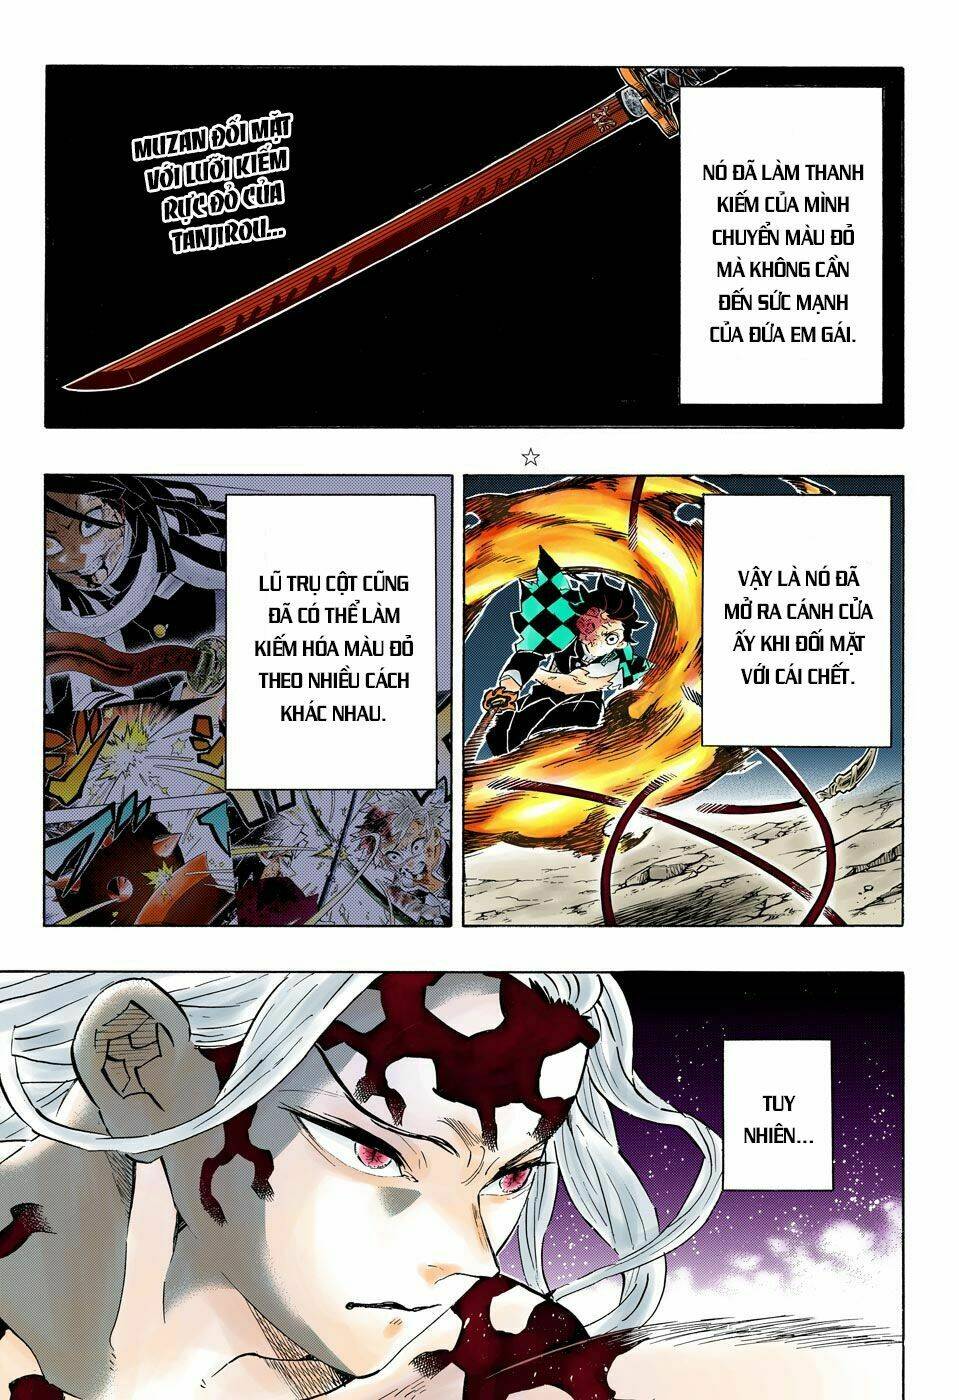 NÓ ĐÃ LÀM THANH
KIẾM CỦA MÌNH
CHUYỂN MÀU ĐỎ
MÀ KHÔNG CẦN
ĐẾN SỨC MẠNH
CỦA ĐỨA EM GÁI.
MUZAN ĐỐI MẶT
VỚI LƯỠI KIẾM
RỰC ĐỎ CỦA
TANJIROU...
VẬY LÀ NÓ ĐÃ
MỞ RA CÁNH CỬA
ẤY KHI ĐỐI MẶT
VỚI CÁI CHẾT.
LŨ TRỤ CỘT CŨNG
ĐÃ CÓ THỂ LÀM
KIẾM HÓA MÀU ĐỎ
THEO NHIỀU CÁCH
KHÁC NHAU.
TUY
NHIÊN...